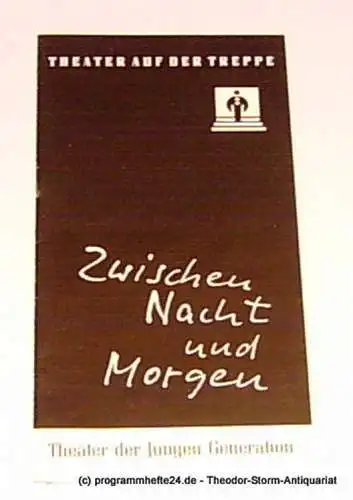 THEATER AUF DER TREPPE
Zwischen
Nacht
und
Morgen
Theater der Jungen Generation
(c) programmhefte24.de - Theodor-Storm-Antiquariat